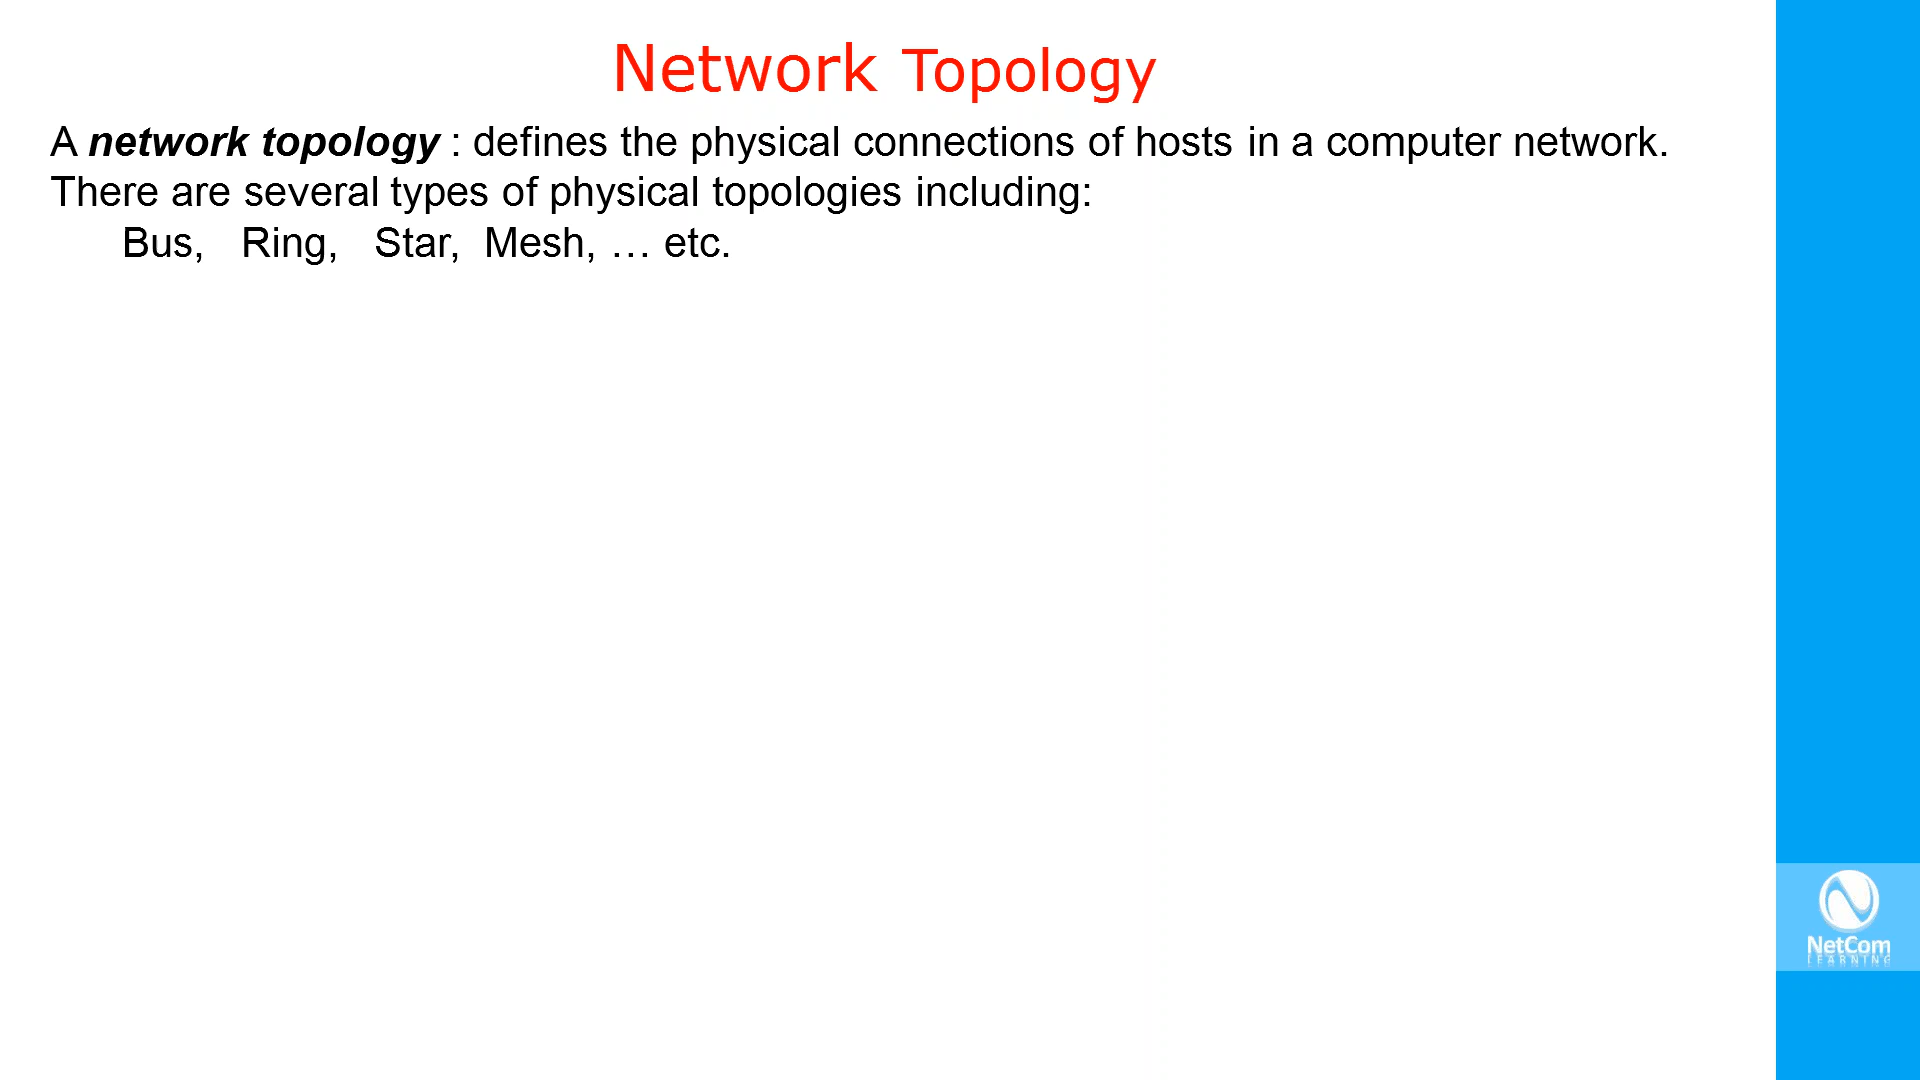 Network Topology
A network topology : defines the physical connections of hosts in a computer network.
There are several types of physical topologies including:
Bus, Ring, Star, Mesh, … etc.
NetCom
LEARNING